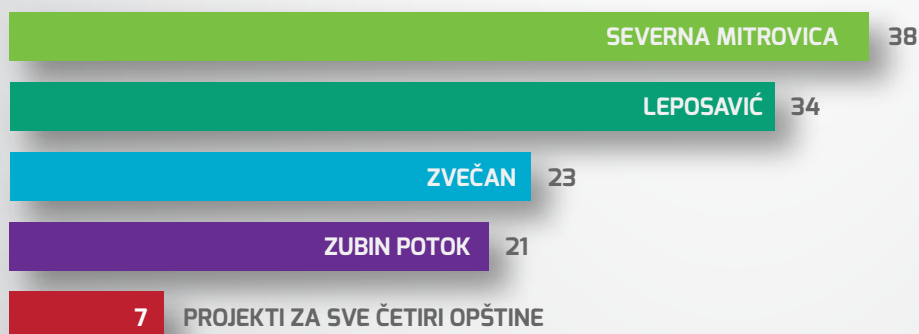 SEVERNA MITROVICA 38
LEPOSAVIĆ 34
ZVEČAN 23
ZUBIN POTOK 21
7 PROJEKTI ZA SVE ČETIRI OPŠTINE